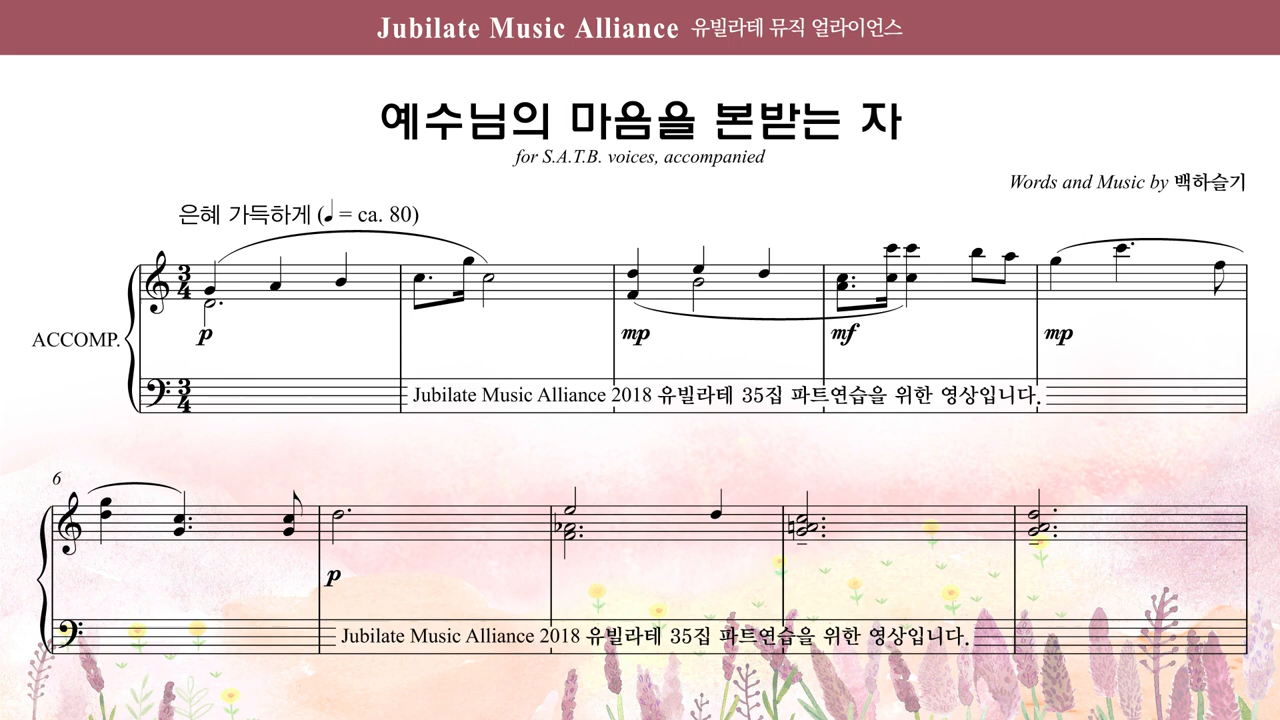 Jubilate Music Alliance 유빌라테 뮤직 얼라이언스
예수님의 마음을 본받는 자
for S.A.T.B. voices, accompanied
Words and Music by 백하슬기
은혜 가득하게 (♩ = ca. 80)
p
mp
mf
mp
ACCOMP.
Jubilate Music Alliance 2018 유빌라테 35집 파트연습을 위한 영상입니다.
6
p
Jubilate Music Alliance 2018 유빌라테 35집 파트연습을 위한 영상입니다.